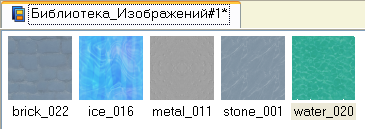 Библиотека_Изображений#1*
brick_022 ice_016 metal_011 stone_001 water_020